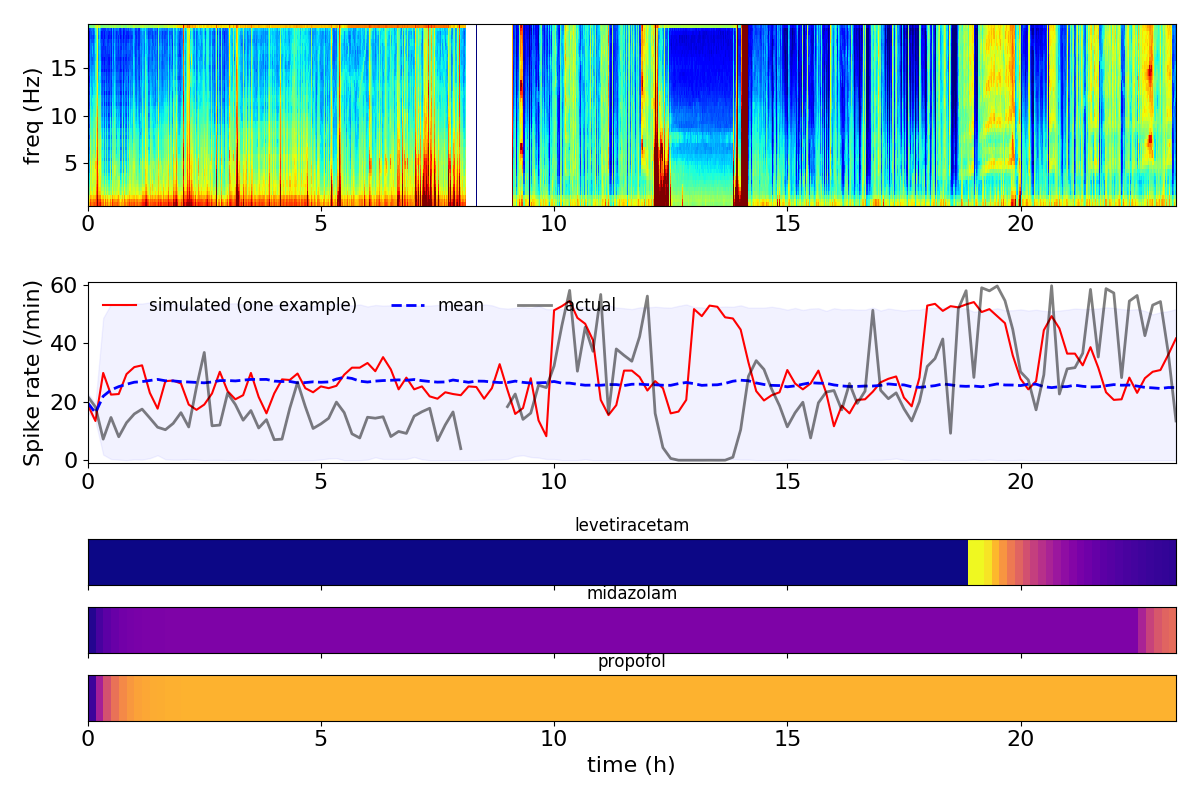 freq (Hz)
15
10
5
0 5 10 15 20
Spike rate (/min)
60
40
20
0
simulated (one example) mean actual
0 5 10 15 20
levetiracetam
midazolam
propofol
0 5 10 15 20
time (h)